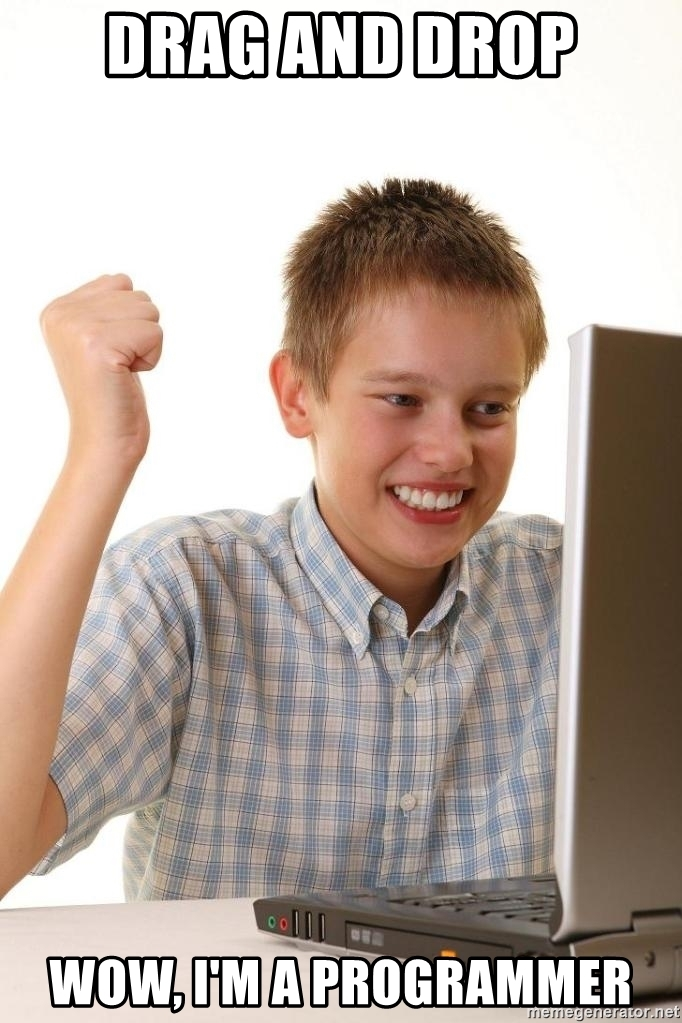 DRAG AND DROP
WOW, I'M A PROGRAMMER
memegenerator.net